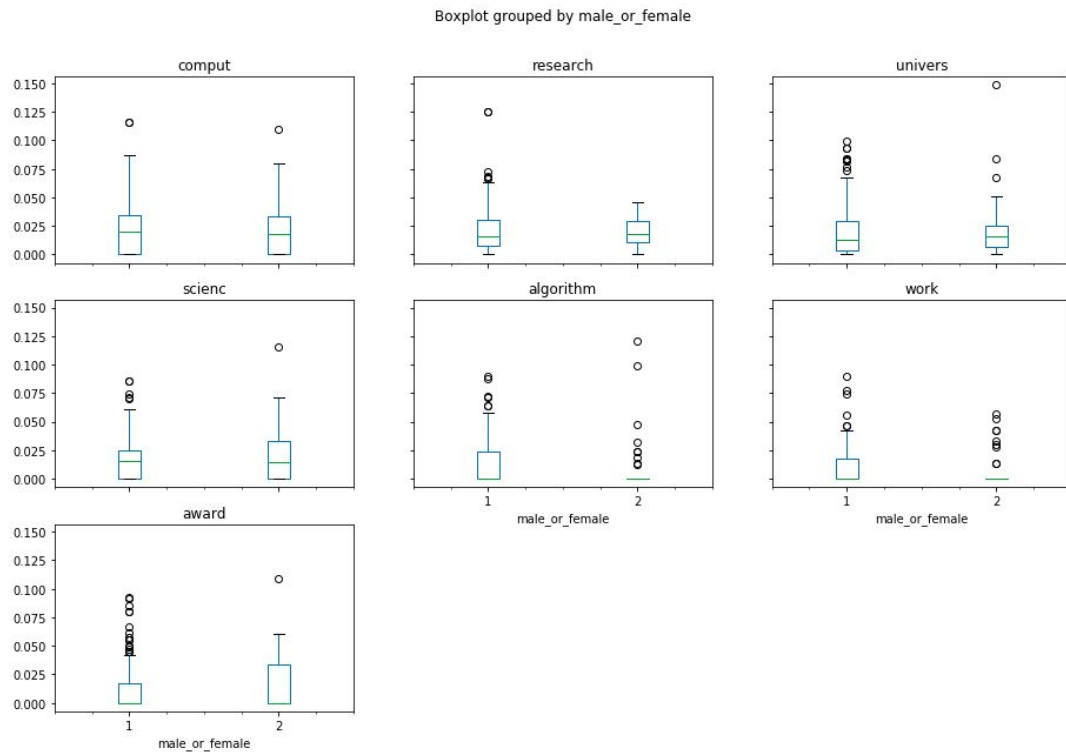 Boxplot grouped by male_or_female
comput
research
univers
0.150
0.125
0.100
0.075
0.050
0.025
0.000
scienc
algorithm
work
0.150
0.125
0.100
0.075
0.050
0.025
0.000
1
2
1
2
male_or_female
male_or_female
award
0.150
0.125
0.100
0.075
0.050
0.025
0.000
1
2
male_or_female